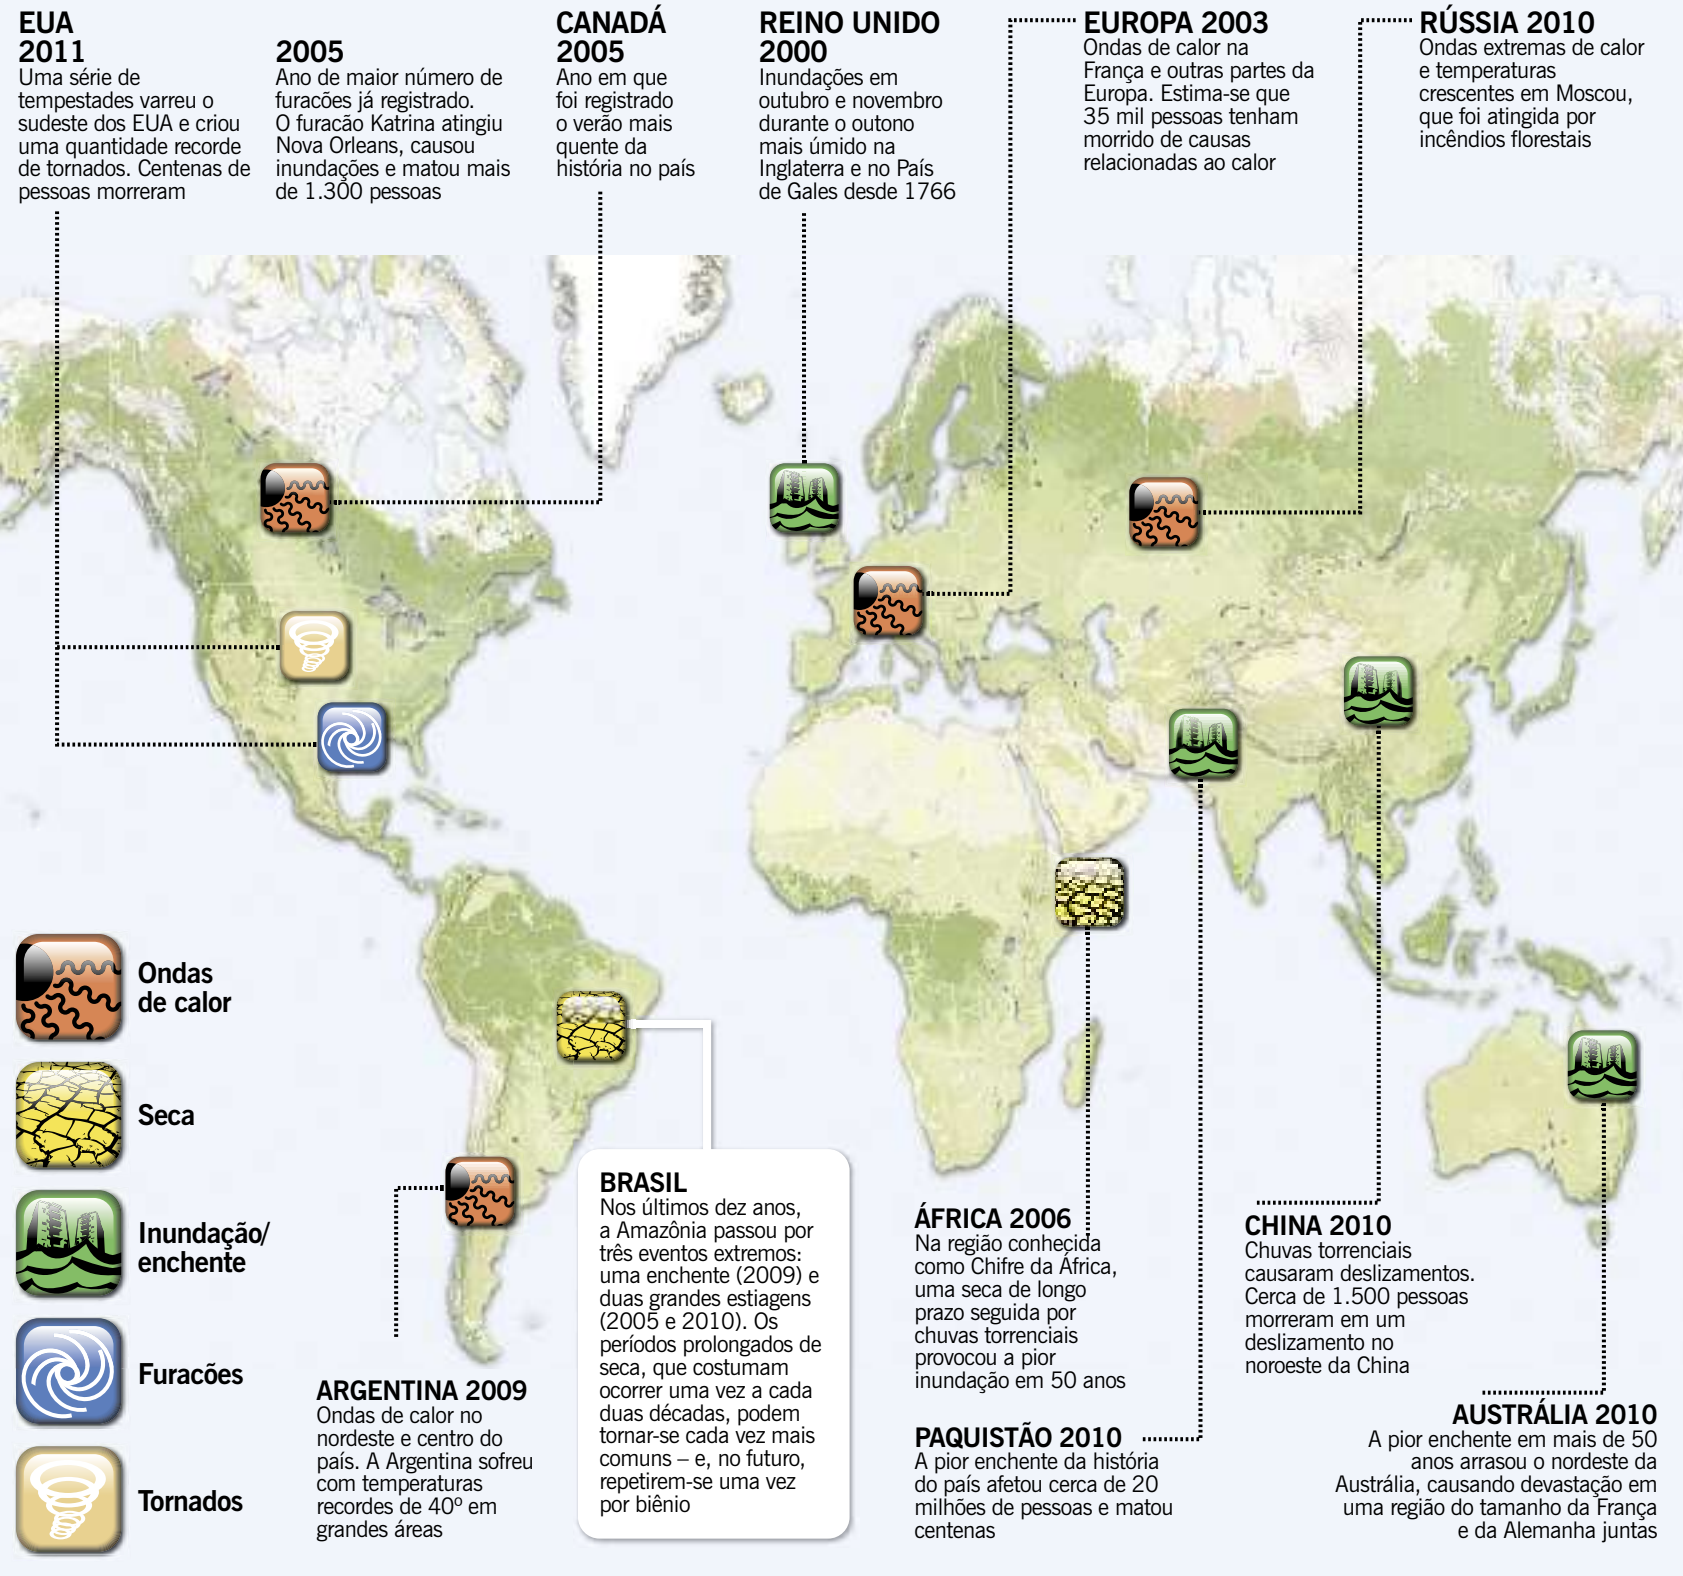 EUA
2011
Uma série de
tempestades varreu o
sudeste dos EUA e criou
uma quantidade recorde
de tornados. Centenas de
pessoas morreram
2005
Ano de maior número de
furacões já registrado.
O furacão Katrina atingiu
Nova Orleans, causou
inundações e matou mais
de 1.300 pessoas
CANADÁ
2005
Ano em que
foi registrado
o verão mais
quente da
história no país
REINO UNIDO
2000
Inundações em
outubro e novembro
durante o outono
mais úmido na
Inglaterra e no País
de Gales desde 1766
EUROPA 2003
Ondas de calor na
França e outras partes da
Europa. Estima-se que
35 mil pessoas tenham
morrido de causas
relacionadas ao calor
RÚSSIA 2010
Ondas extremas de calor
e temperaturas
crescentes em Moscou,
que foi atingida por
incêndios florestais
Ondas
de calor
Seca
Inundação/
enchente
Furacões
Tornados
ARGENTINA 2009
Ondas de calor no
nordeste e centro do
país. A Argentina sofreu
com temperaturas
recordes de 40º em
grandes áreas
BRASIL
Nos últimos dez anos,
a Amazônia passou por
três eventos extremos:
uma enchente (2009) e
duas grandes estiagens
(2005 e 2010). Os
períodos prolongados de
seca, que costumam
ocorrer uma vez a cada
duas décadas, podem
tornar-se cada vez mais
comuns – e, no futuro,
repetirem-se uma vez
por biênio
ÁFRICA 2006
Na região conhecida
como Chifre da África,
uma seca de longo
prazo seguida por
chuvas torrenciais
provocou a pior
inundação em 50 anos
PAQUISTÃO 2010
A pior enchente da história
do país afetou cerca de 20
milhões de pessoas e matou
centenas
CHINA 2010
Chuvas torrenciais
causaram deslizamentos.
Cerca de 1.500 pessoas
morreram em um
deslizamento no
noroeste da China
AUSTRÁLIA 2010
A pior enchente em mais de 50
anos arrasou o nordeste da
Austrália, causando devastação em
uma região do tamanho da França
e da Alemanha juntas